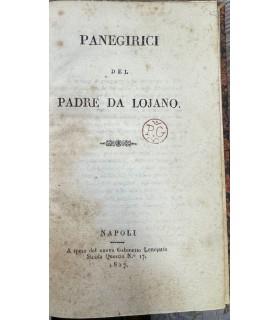 PANEGIRICI
DEL
PADRE DA LOJANO.
P.G
NAPOLI
A spese del nuovo Gabinetto Letterario
Strada Quercia N.° 17.
1827.